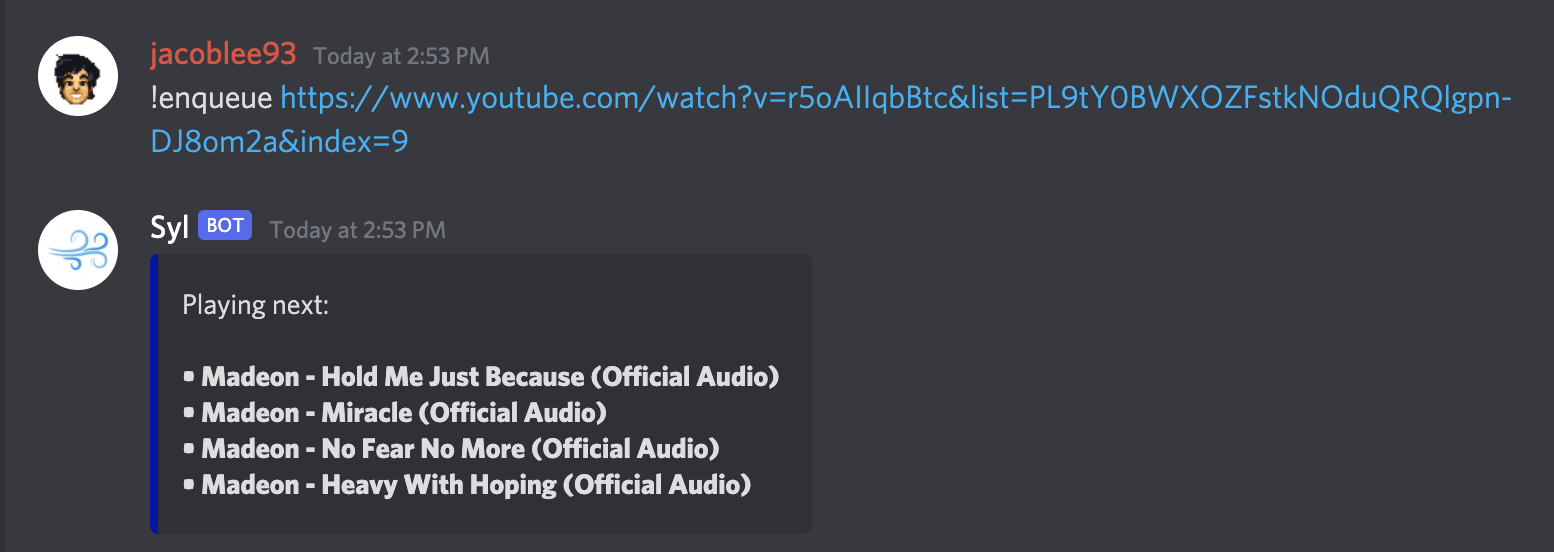 jacoblee93 Today at 2:53 PM
!enqueue https://www.youtube.com/watch?v=r5oAIIqbBtc&list=PL9tY0BWXOZFstkNOduQRQlgpn-
DJ8om2a&index=9
Syl BOT Today at 2:53 PM
Playing next:
• Madeon - Hold Me Just Because (Official Audio)
• Madeon - Miracle (Official Audio)
• Madeon - No Fear No More (Official Audio)
• Madeon - Heavy With Hoping (Official Audio)